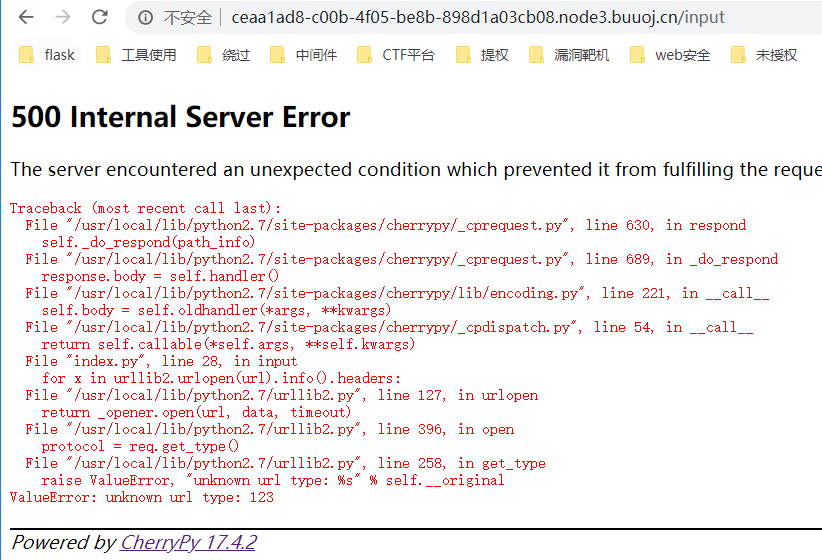 不安全 ceaa1ad8-c00b-4f05-be8b-898d1a03cb08.node3.buuoj.cn/input
flask 工具使用 绕过 中间件 CTF平台 提权 漏洞靶机 web安全 未授权
500 Internal Server Error
The server encountered an unexpected condition which prevented it from fulfilling the reque
Traceback (most recent call last):
  File "/usr/local/lib/python2.7/site-packages/cherrypy/_cprequest.py", line 630, in respond
    self._do_respond(path_info)
  File "/usr/local/lib/python2.7/site-packages/cherrypy/_cprequest.py", line 689, in _do_respond
    response.body = self.handler()
  File "/usr/local/lib/python2.7/site-packages/cherrypy/lib/encoding.py", line 221, in __call__
    self.body = self.oldhandler(*args, **kwargs)
  File "/usr/local/lib/python2.7/site-packages/cherrypy/_cpdispatch.py", line 54, in __call__
    return self.callable(*self.args, **self.kwargs)
  File "index.py", line 28, in input
    for x in urllib2.urlopen(url).info().headers:
  File "/usr/local/lib/python2.7/urllib2.py", line 127, in urlopen
    return _opener.open(url, data, timeout)
  File "/usr/local/lib/python2.7/urllib2.py", line 396, in open
    protocol = req.get_type()
  File "/usr/local/lib/python2.7/urllib2.py", line 258, in get_type
    raise ValueError, "unknown url type: %s" % self.__original
ValueError: unknown url type: 123
Powered by CherryPy 17.4.2